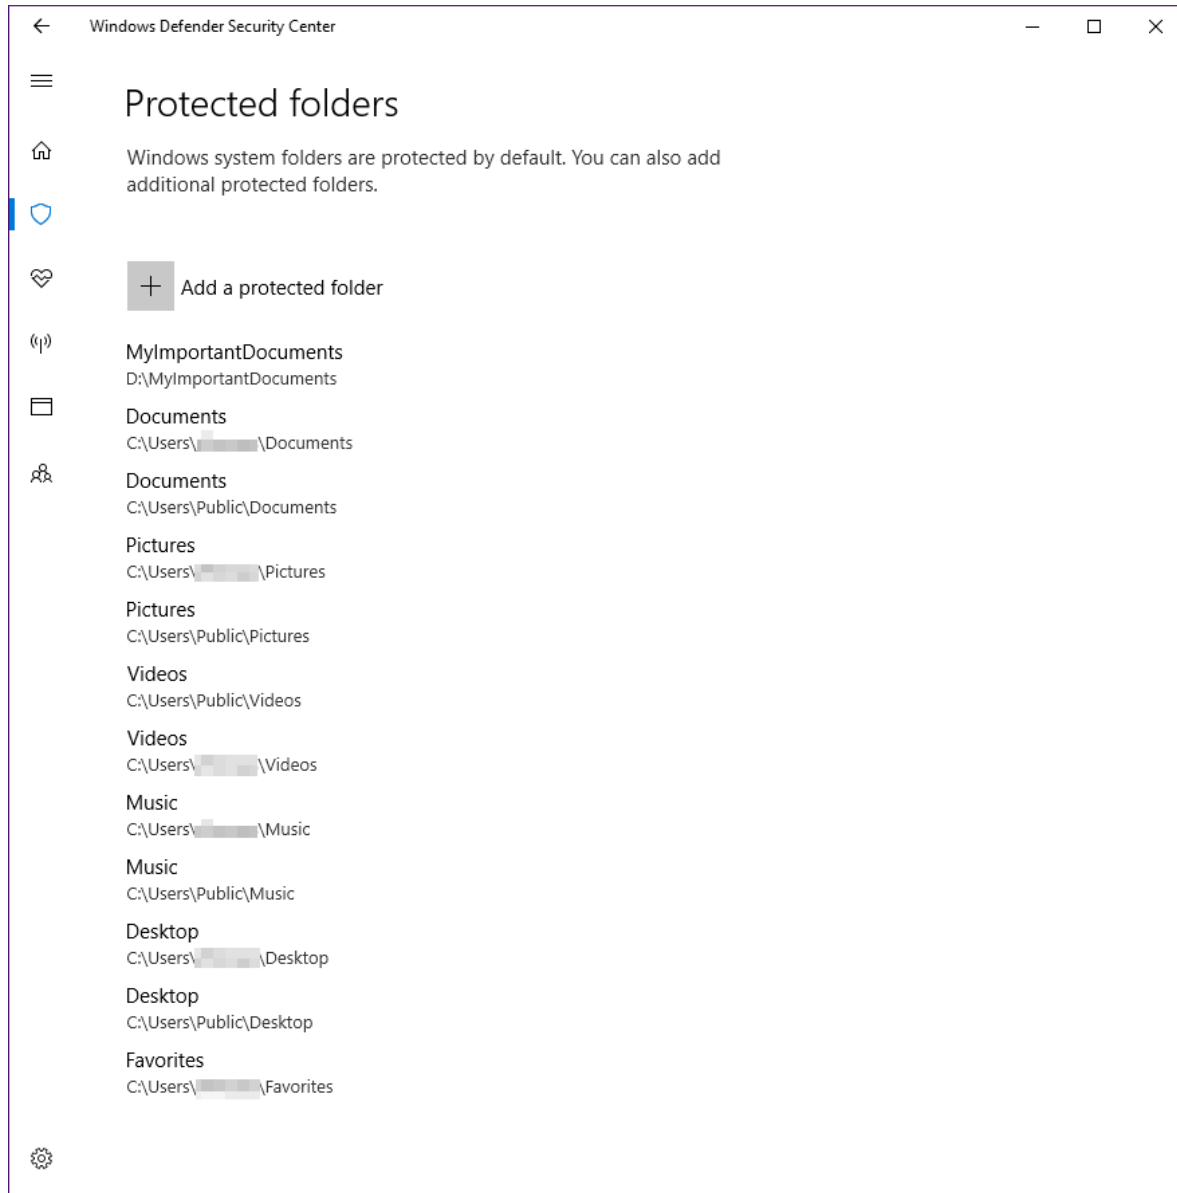 Windows Defender Security Center
Protected folders
Windows system folders are protected by default. You can also add
additional protected folders.
Add a protected folder
MyImportantDocuments
D:\MyImportantDocuments
Documents
C:\Users\ \Documents
Documents
C:\Users\Public\Documents
Pictures
C:\Users\ \Pictures
Pictures
C:\Users\Public\Pictures
Videos
C:\Users\Public\Videos
Videos
C:\Users\ \Videos
Music
C:\Users\ \Music
Music
C:\Users\Public\Music
Desktop
C:\Users\ \Desktop
Desktop
C:\Users\Public\Desktop
Favorites
C:\Users\ \Favorites